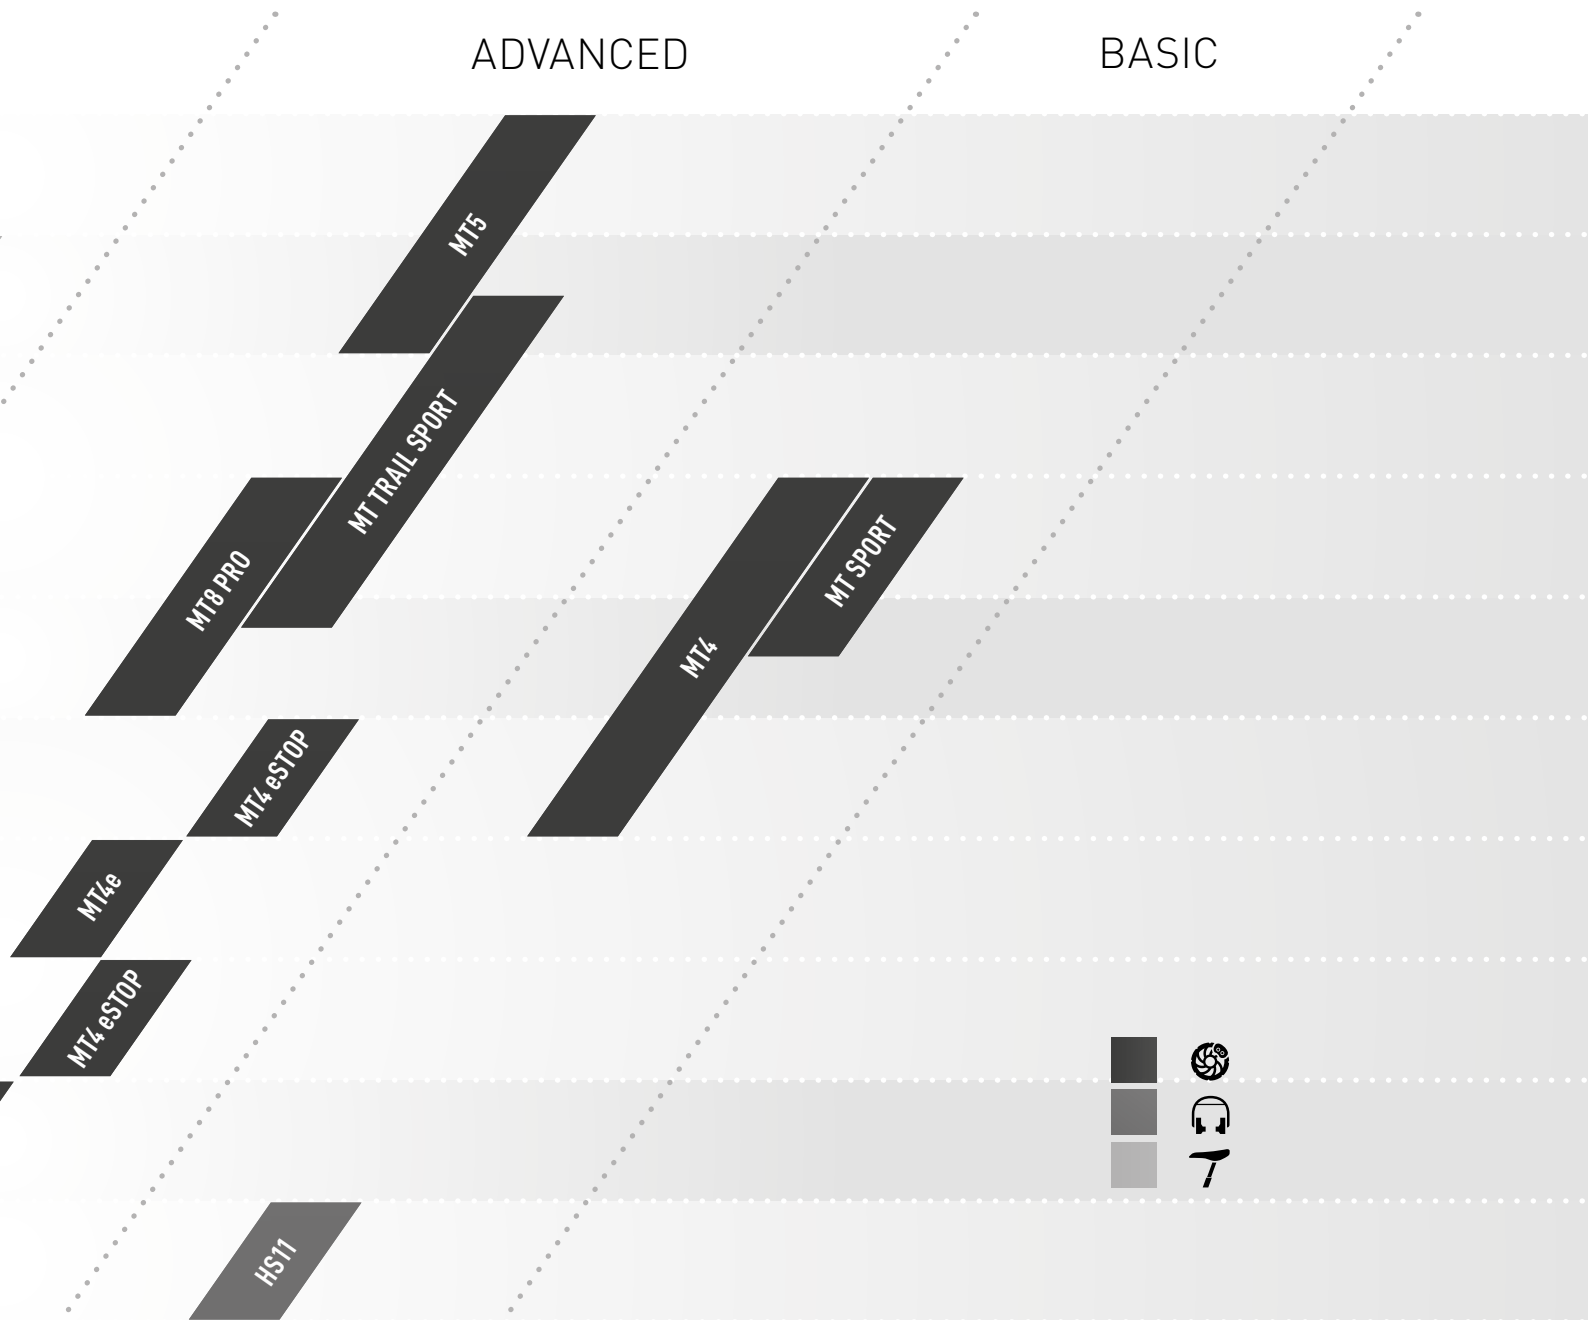 ADVANCED
BASIC
MT5
MT TRAIL SPORT
MT8 PRO
MT SPORT
MT4
MT4 eSTOP
MT4e
MT4 eSTOP
HS11